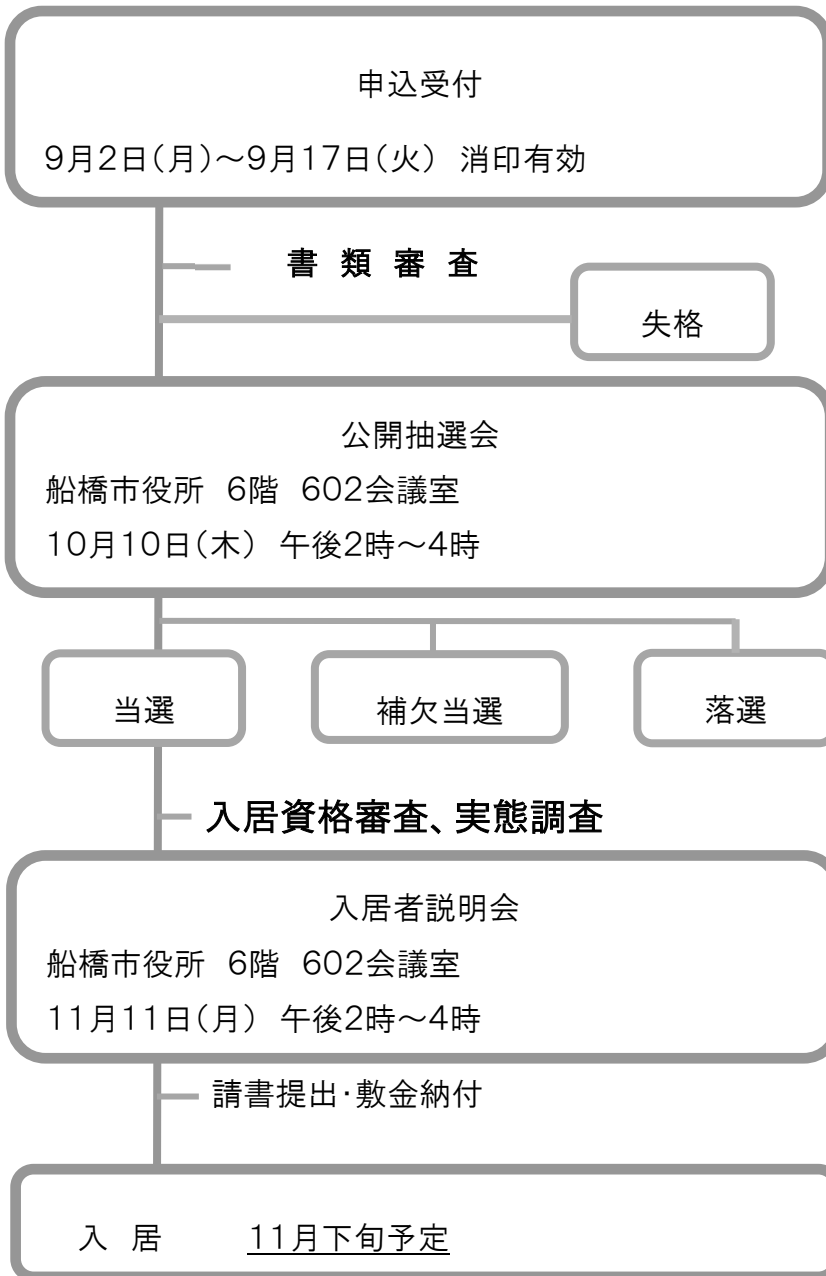 申込受付
9月2日(月)～9月17日(火) 消印有効
書 類 審 査
失格
公開抽選会
船橋市役所 6階 602会議室
10月10日(木) 午後2時～4時
当選
補欠当選
落選
入居資格審査、実態調査
入居者説明会
船橋市役所 6階 602会議室
11月11日(月) 午後2時～4時
請書提出・敷金納付
入 居 11月下旬予定